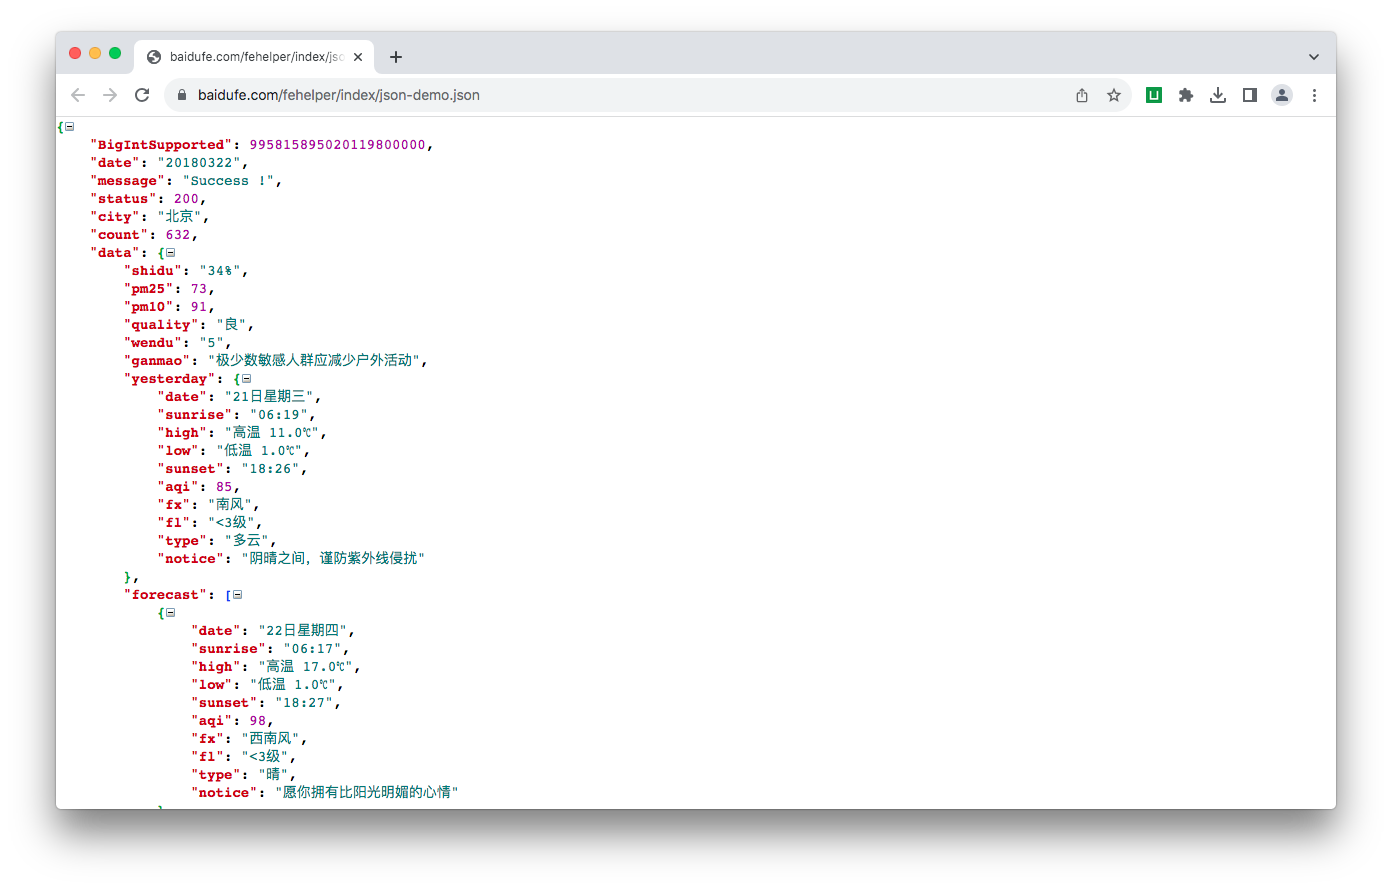 baidufe.com/fehelper/index/jsc
baidufe.com/fehelper/index/json-demo.json
{
"BigIntSupported": 995815895020119800000,
"date": "20180322",
"message": "Success !",
"status": 200,
"city": "北京",
"count": 632,
"data": {
"shidu": "34%",
"pm25": 73,
"pm10": 91,
"quality": "良",
"wendu": "5",
"ganmao": "极少数敏感人群应减少户外活动",
"yesterday": {
"date": "21日星期三",
"sunrise": "06:19",
"high": "高温 11.0℃",
"low": "低温 1.0℃",
"sunset": "18:26",
"aqi": 85,
"fx": "南风",
"fl": "<3级",
"type": "多云",
"notice": "阴晴之间，谨防紫外线侵扰"
},
"forecast": [
{
"date": "22日星期四",
"sunrise": "06:17",
"high": "高温 17.0℃",
"low": "低温 1.0℃",
"sunset": "18:27",
"aqi": 98,
"fx": "西南风",
"fl": "<3级",
"type": "晴",
"notice": "愿你拥有比阳光明媚的心情"